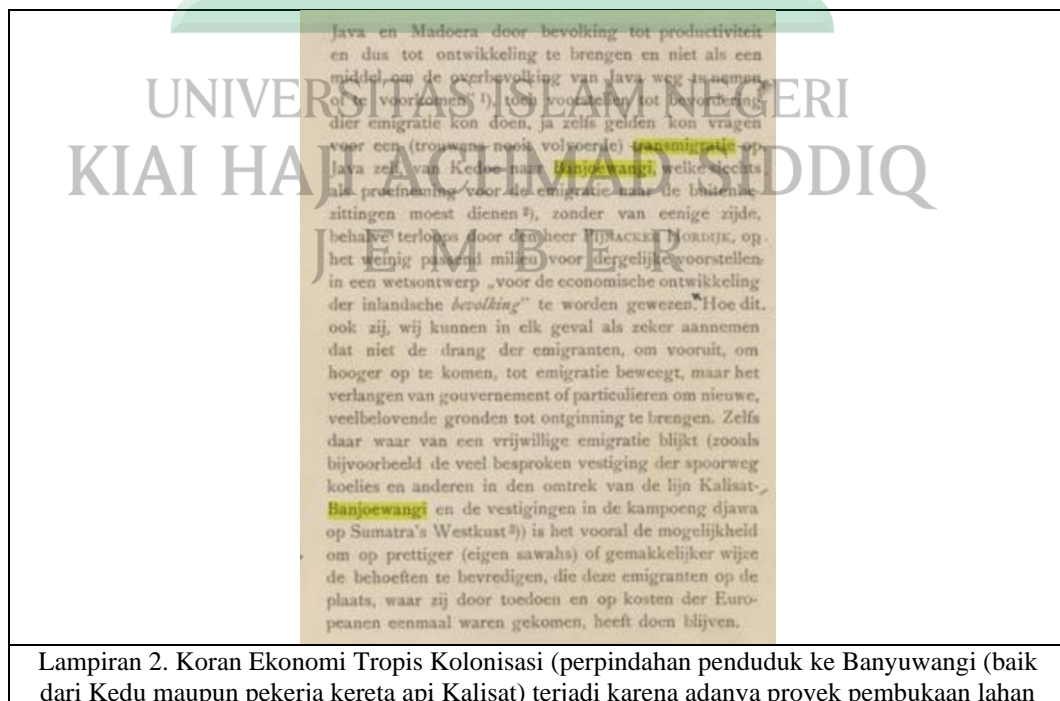 Java en Madoera door bevolking tot productiviteit
en dus tot ontwikkeling te brengen en niet als een
middel om de overbevolking van Java weg te nemen
of te voorkomen" ¹), toch voorstellen tot bevordering
dier emigratie kon doen, ja zelfs gelden kon vragen
voor een (trouwens nooit volvoerde) transmigratie op
Java zelf, van Kedoe naar Banjoewangi, welke slechts
als proefneming voor de emigratie naar de buitenbe-
zittingen moest dienen ²), zonder van eenige zijde,
behalve terloops door den heer PIJNACKER HORDIJK, op
het weinig passend milieu voor dergelijke voorstellen
in een wetsontwerp „voor de economische ontwikkeling
der inlandsche bevolking" te worden gewezen. Hoe dit
ook zij, wij kunnen in elk geval als zeker aannemen
dat niet de drang der emigranten, om vooruit, om
hooger op te komen, tot emigratie beweegt, maar het
verlangen van gouvernement of particulieren om nieuwe,
veelbelovende gronden tot ontginning te brengen. Zelfs
daar waar van een vrijwillige emigratie blijkt (zooals
bijvoorbeeld de veel besproken vestiging der spoorweg
koelies en anderen in den omtrek van de lijn Kalisat-
Banjoewangi en de vestigingen in de kampoeng djawa
op Sumatra's Westkust ³)) is het vooral de mogelijkheid
om op prettiger (eigen sawahs) of gemakkelijker wijze
de behoeften te bevredigen, die deze emigranten op de
plaats, waar zij door toedoen en op kosten der Euro-
peanen eenmaal waren gekomen, heeft doen blijven.
UNIVERSITAS ISLAM NEGERI
KIAI HAJI ACHMAD SIDDIQ
JEMBER
Lampiran 2. Koran Ekonomi Tropis Kolonisasi (perpindahan penduduk ke Banyuwangi (baik
dari Kedu maupun pekerja kereta api Kalisat) terjadi karena adanya proyek pembukaan lahan